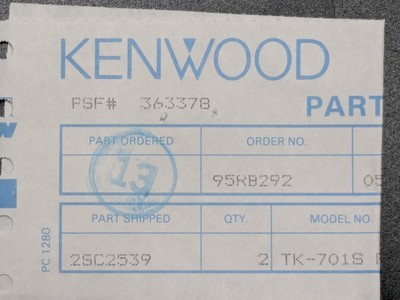 KENWOOD
PSF# 363378
PART
PART ORDERED ORDER NO.
13
95RB292 05
PART SHIPPED QTY. MODEL NO.
2SC2539 2 TK-701S
PC 1280